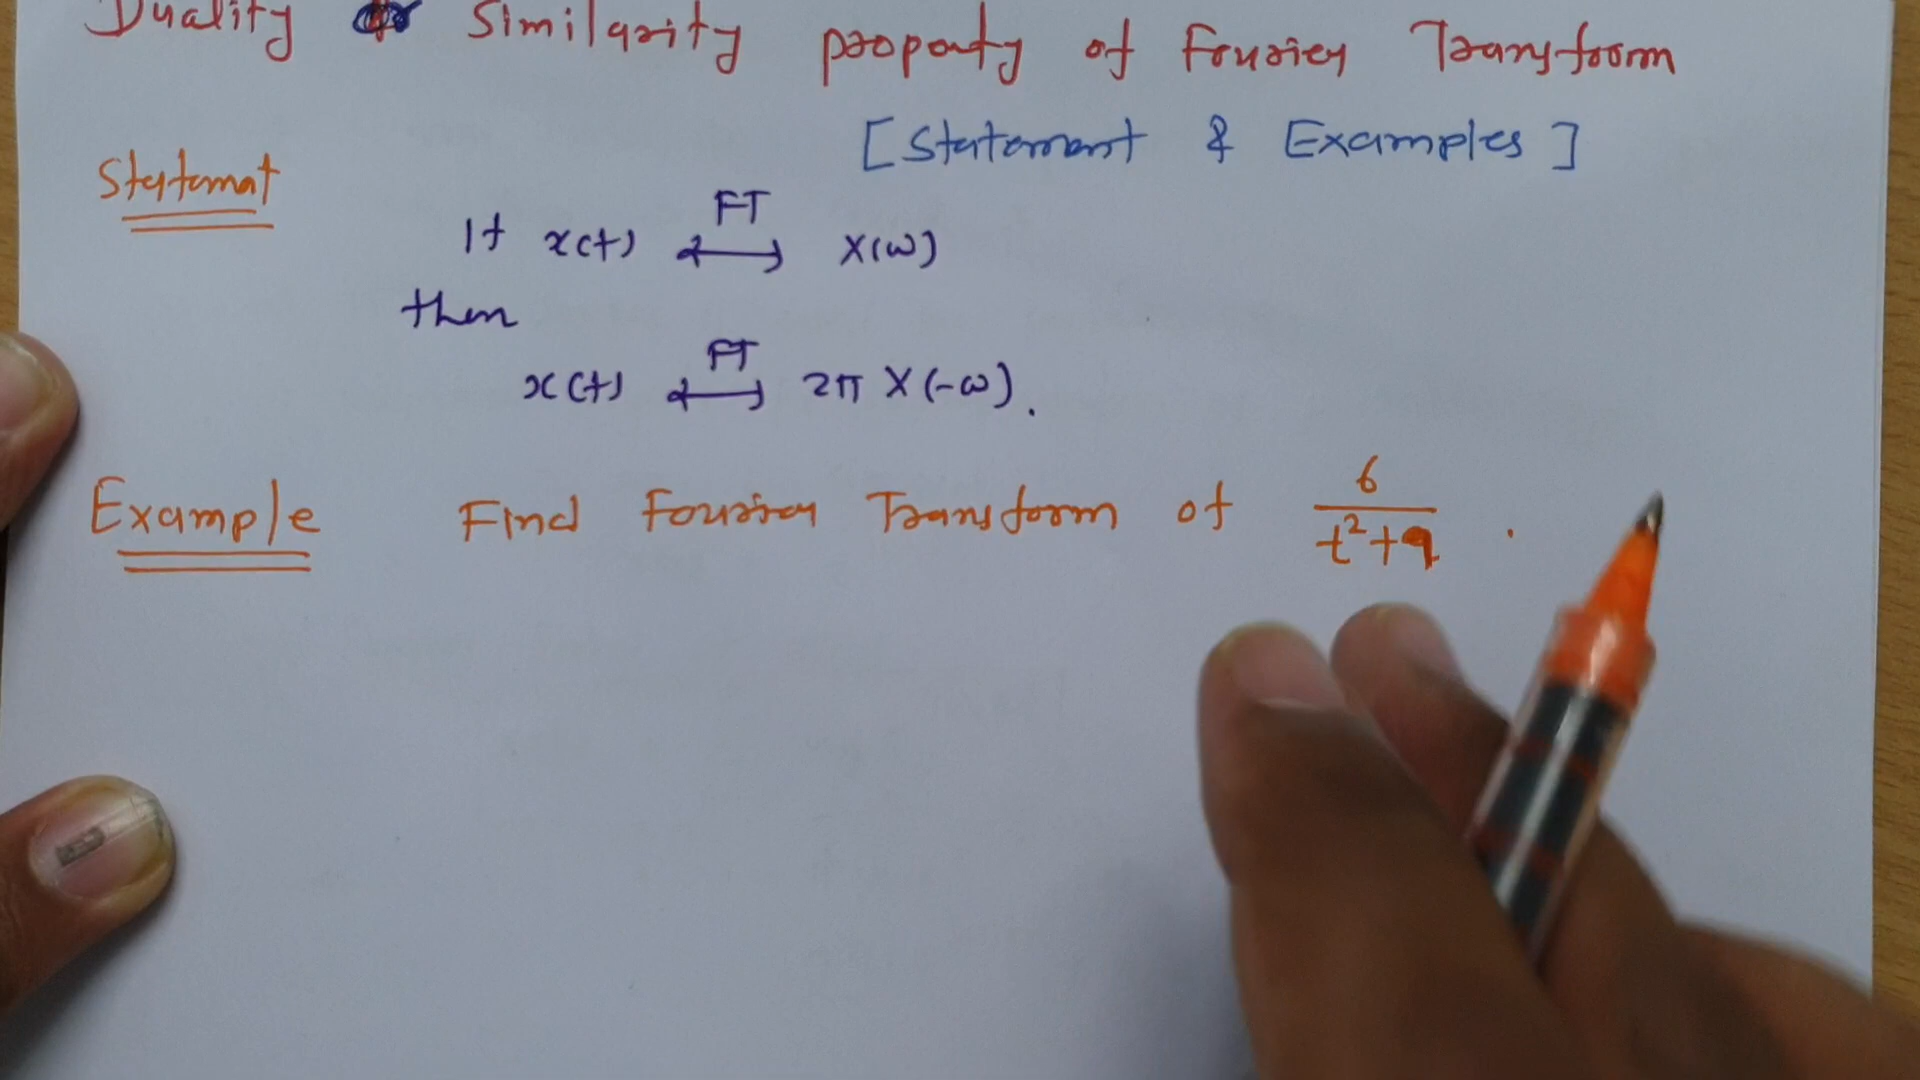 Duality or Similarity property of Fourier Transform
[Statement & Examples]
Statemnt
If x(t) FT ↔ X(ω)
then
x(t) FT ↔ 2π X(-ω).
Example Find Fourier Transform of 6/(t²+9) .